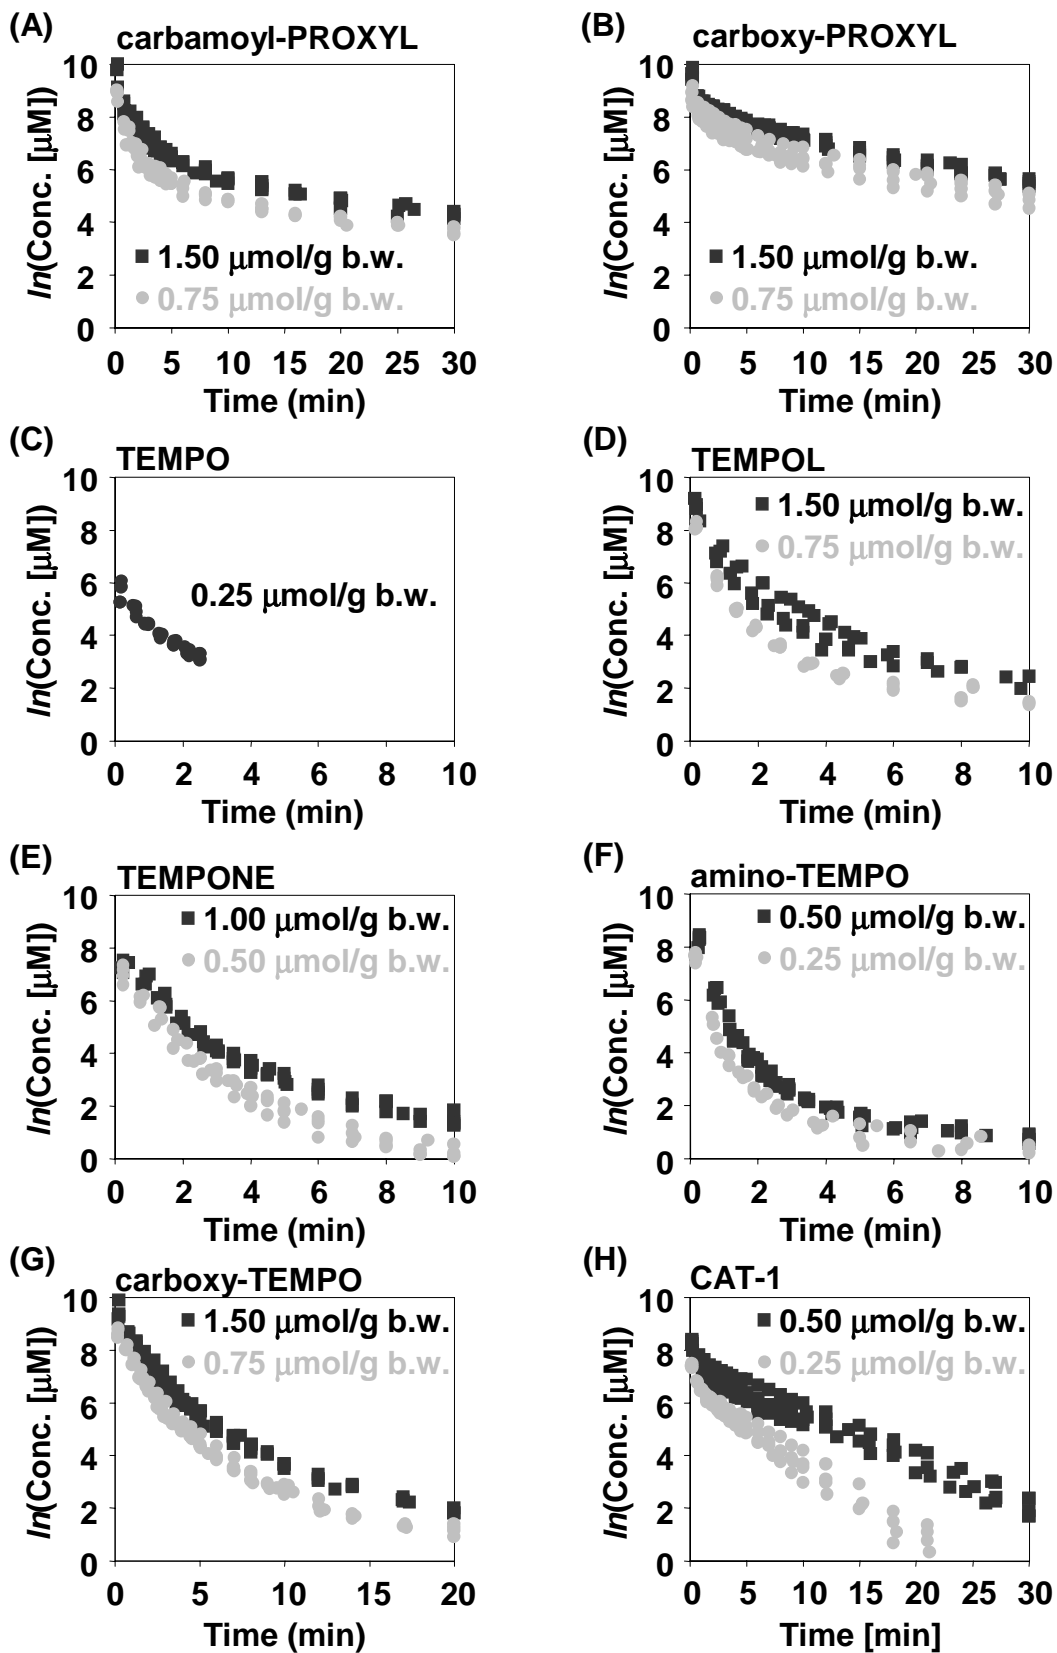 (A)
carbamoyl-PROXYL
ln(Conc. [μM])
10
8
6
4
2
0
■ 1.50 μmol/g b.w.
● 0.75 μmol/g b.w.
0 5 10 15 20 25 30
Time (min)
(B)
carboxy-PROXYL
ln(Conc. [μM])
10
8
6
4
2
0
■ 1.50 μmol/g b.w.
● 0.75 μmol/g b.w.
0 5 10 15 20 25 30
Time (min)
(C)
TEMPO
ln(Conc. [μM])
10
8
6
4
2
0
0.25 μmol/g b.w.
0 2 4 6 8 10
Time (min)
(D)
TEMPOL
ln(Conc. [μM])
10
8
6
4
2
0
■ 1.50 μmol/g b.w.
● 0.75 μmol/g b.w.
0 2 4 6 8 10
Time (min)
(E)
TEMPONE
ln(Conc. [μM])
10
8
6
4
2
0
■ 1.00 μmol/g b.w.
● 0.50 μmol/g b.w.
0 2 4 6 8 10
Time (min)
(F)
amino-TEMPO
ln(Conc. [μM])
10
8
6
4
2
0
■ 0.50 μmol/g b.w.
● 0.25 μmol/g b.w.
0 2 4 6 8 10
Time (min)
(G)
carboxy-TEMPO
ln(Conc. [μM])
10
8
6
4
2
0
■ 1.50 μmol/g b.w.
● 0.75 μmol/g b.w.
0 5 10 15 20
Time (min)
(H)
CAT-1
ln(Conc. [μM])
10
8
6
4
2
0
■ 0.50 μmol/g b.w.
● 0.25 μmol/g b.w.
0 5 10 15 20 25 30
Time [min]